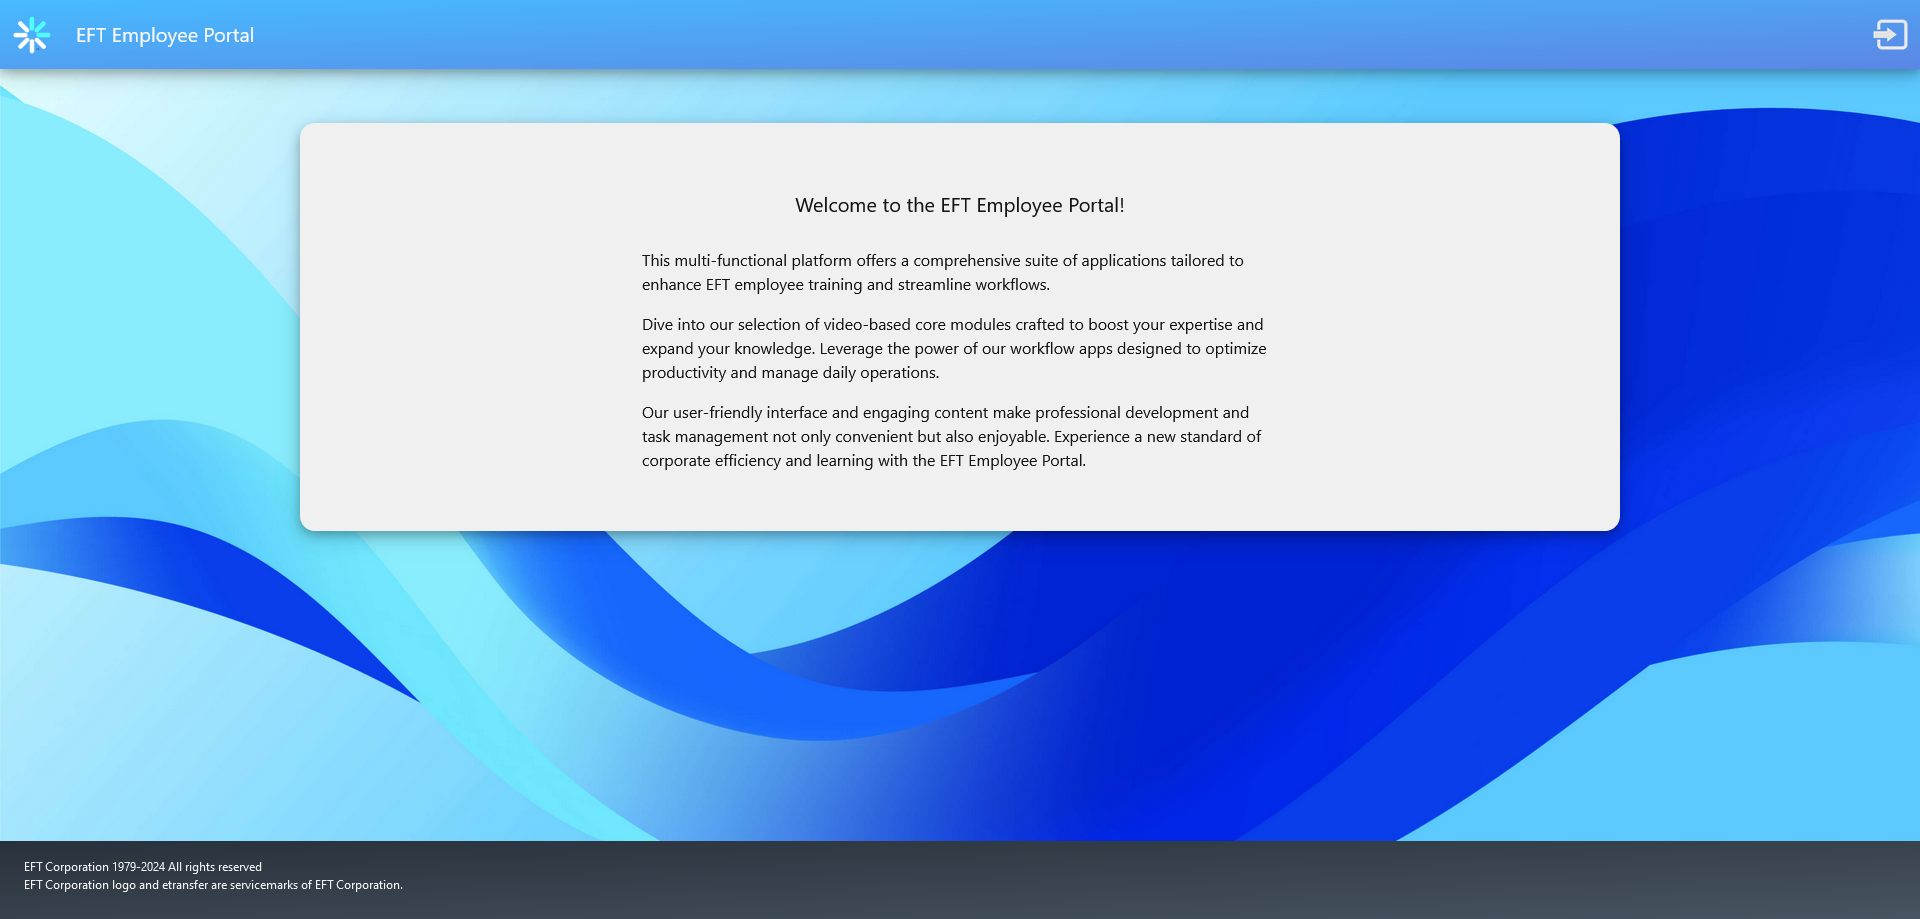 EFT Employee Portal
Welcome to the EFT Employee Portal!
This multi-functional platform offers a comprehensive suite of applications tailored to
enhance EFT employee training and streamline workflows.
Dive into our selection of video-based core modules crafted to boost your expertise and
expand your knowledge. Leverage the power of our workflow apps designed to optimize
productivity and manage daily operations.
Our user-friendly interface and engaging content make professional development and
task management not only convenient but also enjoyable. Experience a new standard of
corporate efficiency and learning with the EFT Employee Portal.
EFT Corporation 1979-2024 All rights reserved
EFT Corporation logo and etransfer are servicemarks of EFT Corporation.